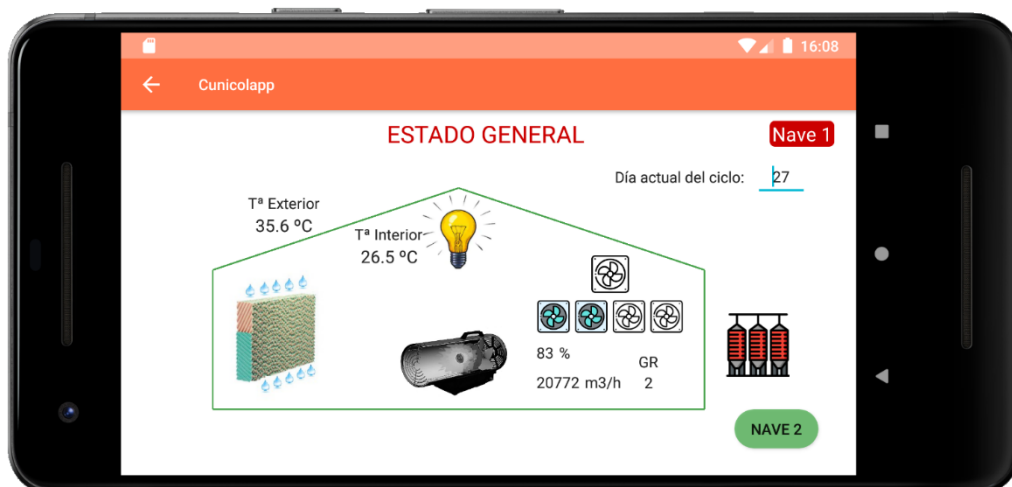 16:08
Cunicolapp
ESTADO GENERAL
Nave 1
Día actual del ciclo: 27
Tª Exterior
35.6 ºC
Tª Interior
26.5 ºC
83 %
GR
20772 m3/h 2
NAVE 2